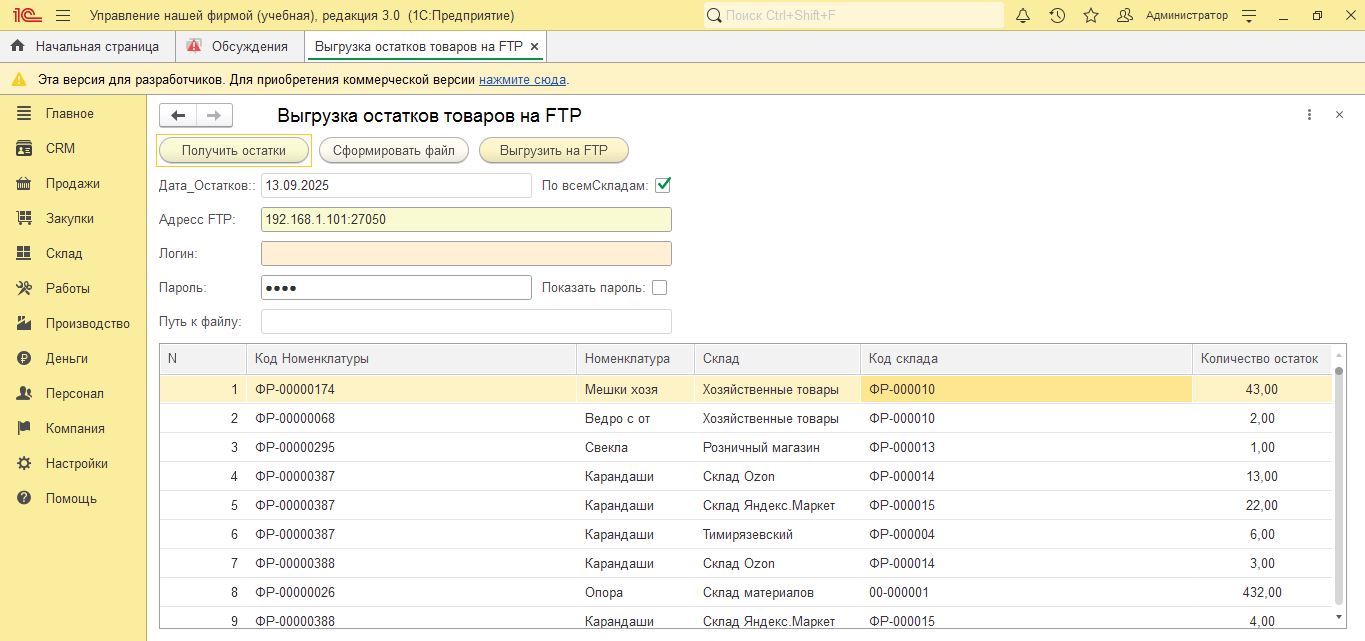 1С Управление нашей фирмой (учебная), редакция 3.0 (1С:Предприятие) Поиск Ctrl+Shift+F Администратор
Начальная страница Обсуждения Выгрузка остатков товаров на FTP ×
Эта версия для разработчиков. Для приобретения коммерческой версии нажмите сюда.
Главное
CRM
Продажи
Закупки
Склад
Работы
Производство
Деньги
Персонал
Компания
Настройки
Помощь
Выгрузка остатков товаров на FTP
Получить остатки Сформировать файл Выгрузить на FTP
Дата_Остатков:: 13.09.2025 По всемСкладам:
Адресс FTP: 192.168.1.101:27050
Логин:
Пароль: •••• Показать пароль:
Путь к файлу:
N Код Номенклатуры Номенклатура Склад Код склада Количество остаток
1 ФР-00000174 Мешки хозя Хозяйственные товары ФР-000010 43,00
2 ФР-00000068 Ведро с от Хозяйственные товары ФР-000010 2,00
3 ФР-00000295 Свекла Розничный магазин ФР-000013 1,00
4 ФР-00000387 Карандаши Склад Ozon ФР-000014 13,00
5 ФР-00000387 Карандаши Склад Яндекс.Маркет ФР-000015 22,00
6 ФР-00000387 Карандаши Тимирязевский ФР-000004 6,00
7 ФР-00000388 Карандаши Склад Ozon ФР-000014 3,00
8 ФР-00000026 Опора Склад материалов 00-000001 432,00
9 ФР-00000388 Карандаши Склад Яндекс.Маркет ФР-000015 4,00